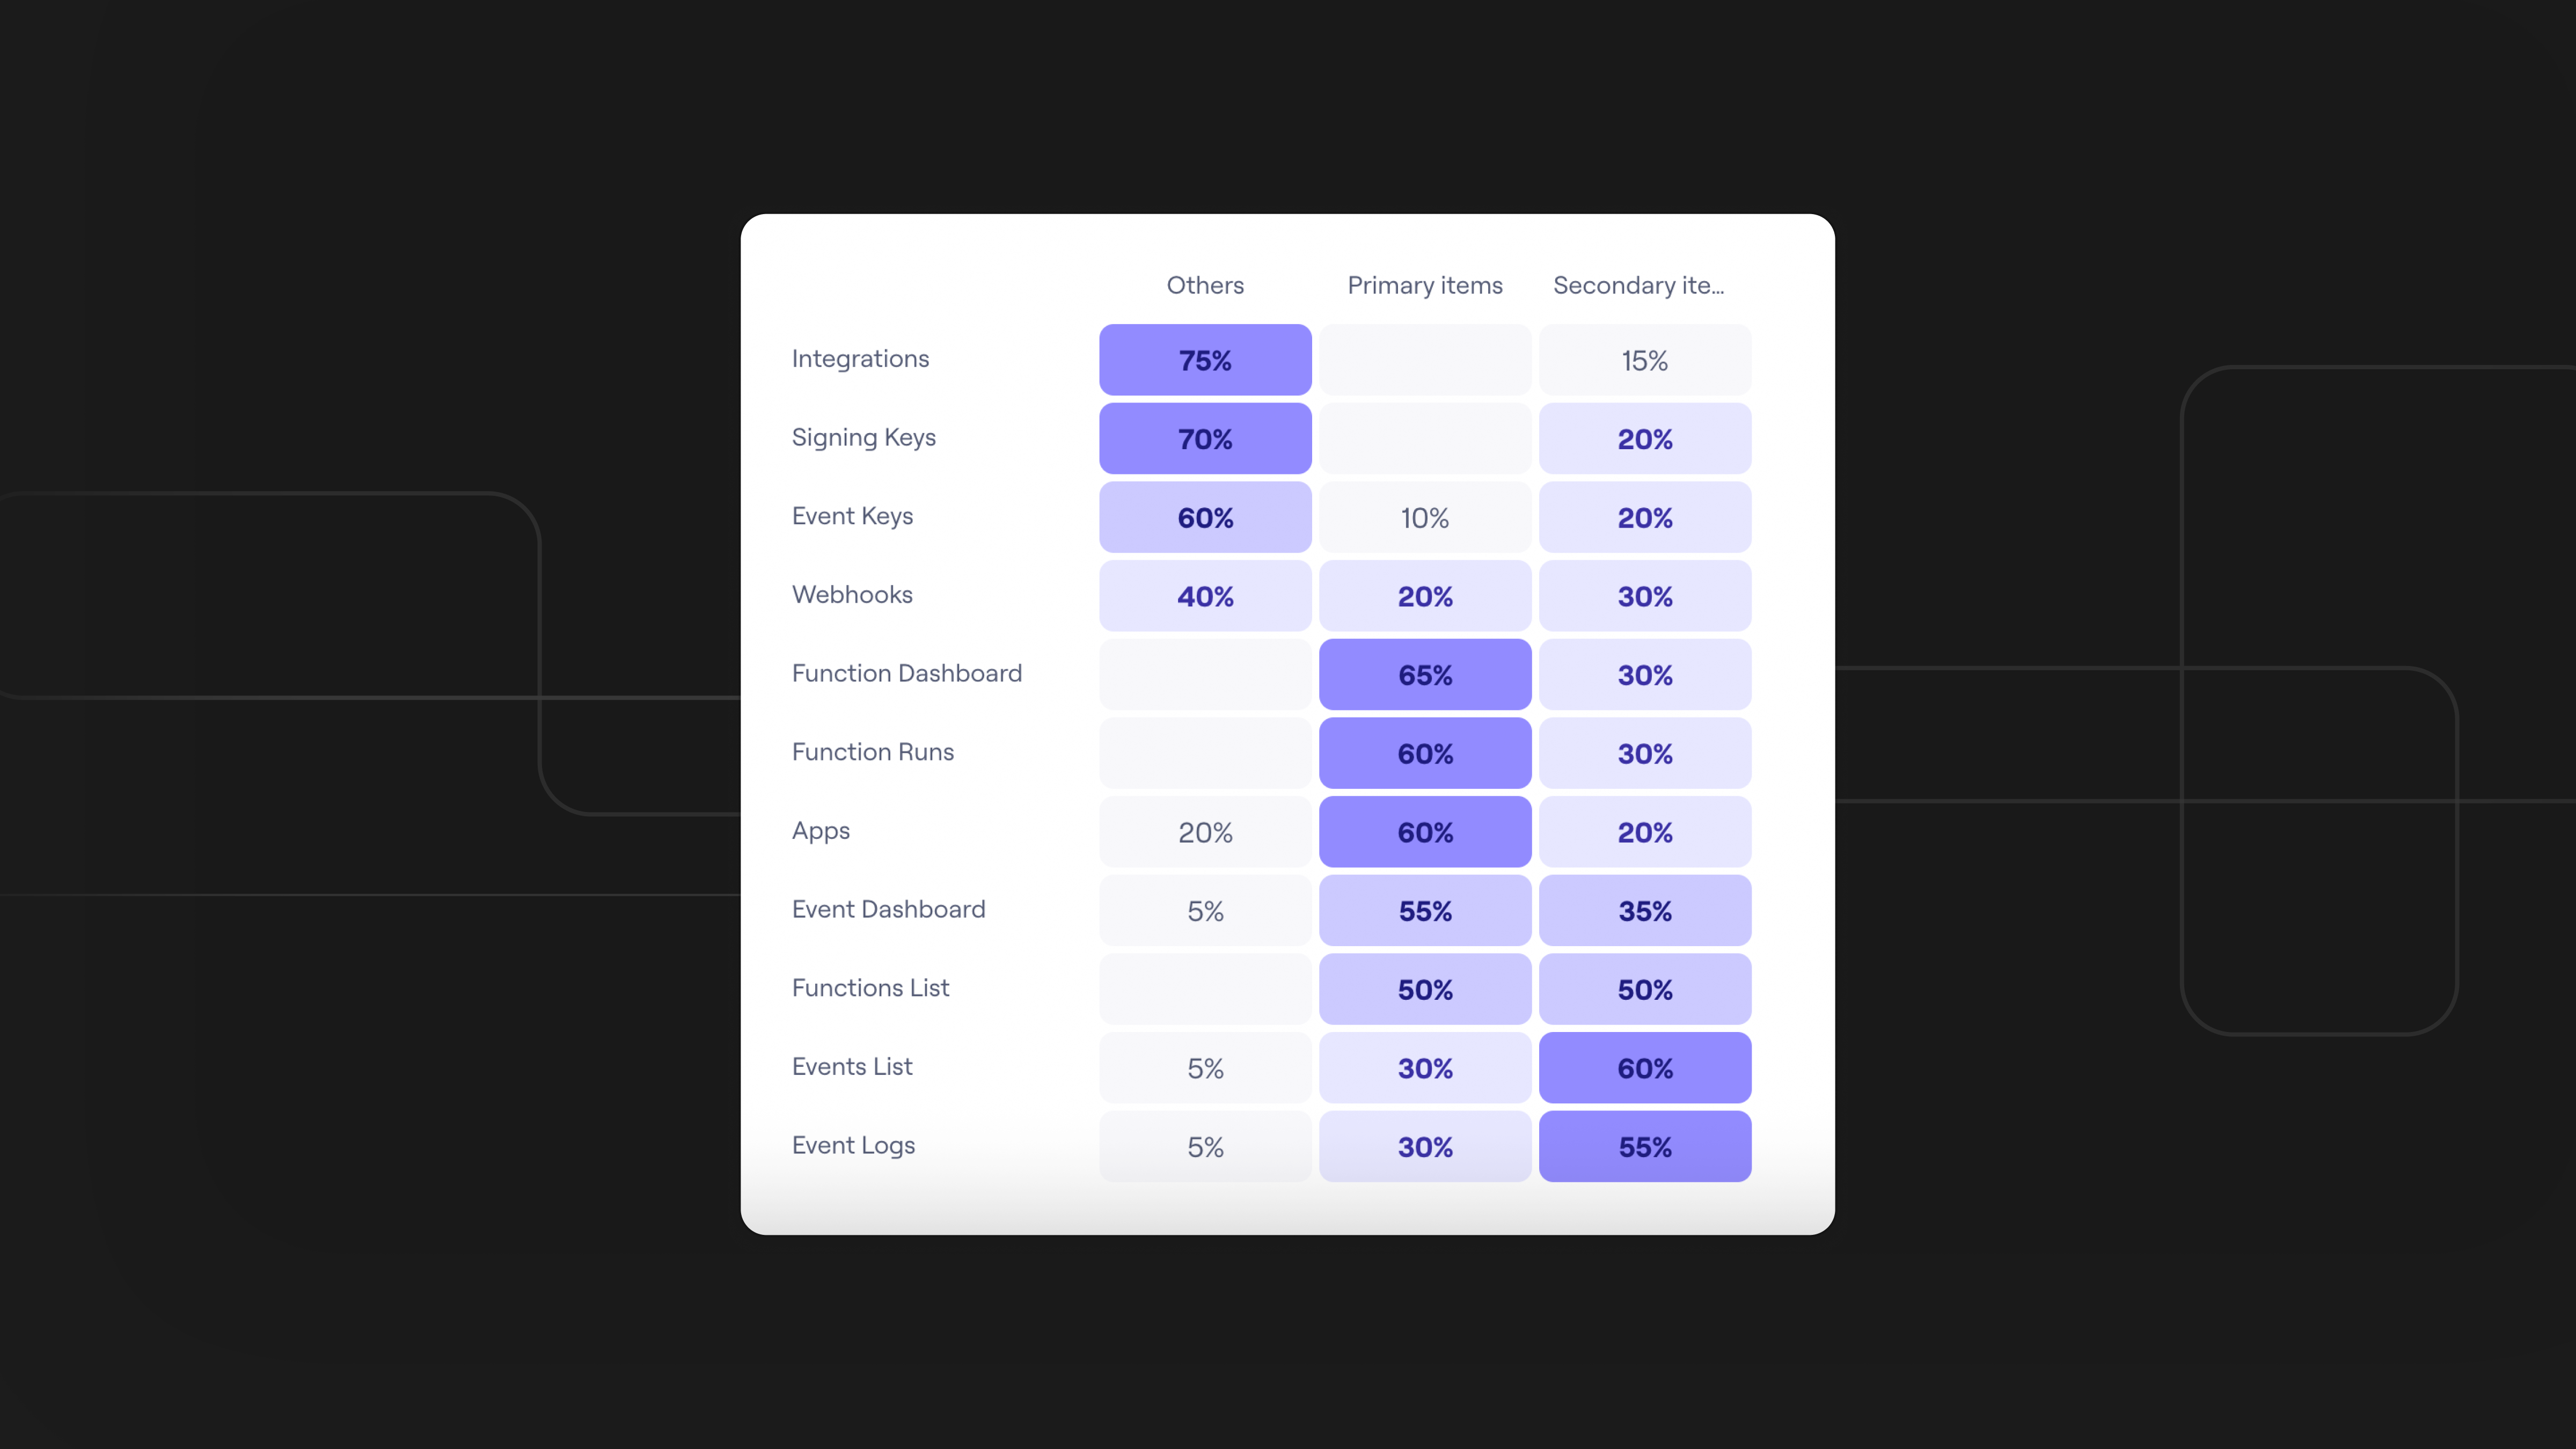 Others Primary items Secondary ite...
Integrations 75% 15%
Signing Keys 70% 20%
Event Keys 60% 10% 20%
Webhooks 40% 20% 30%
Function Dashboard 65% 30%
Function Runs 60% 30%
Apps 20% 60% 20%
Event Dashboard 5% 55% 35%
Functions List 50% 50%
Events List 5% 30% 60%
Event Logs 5% 30% 55%